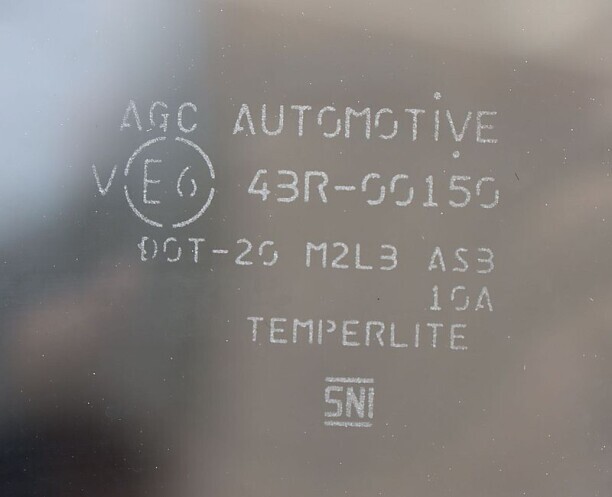 AGC AUTOMOTIVE
V E6 43R-00150
DOT-20 M2L3 AS3
10A
TEMPERLITE
SNI